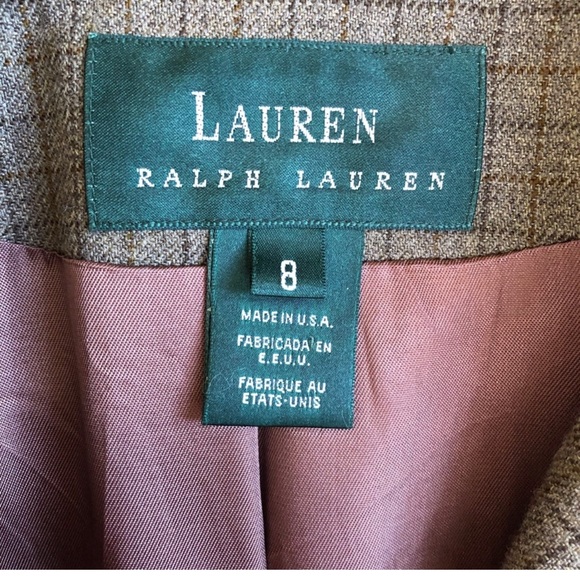 LAUREN
RALPH LAUREN
8
MADE IN U.S.A.
FABRICADA EN
E.E.U.U.
FABRIQUE AU
ETATS-UNIS